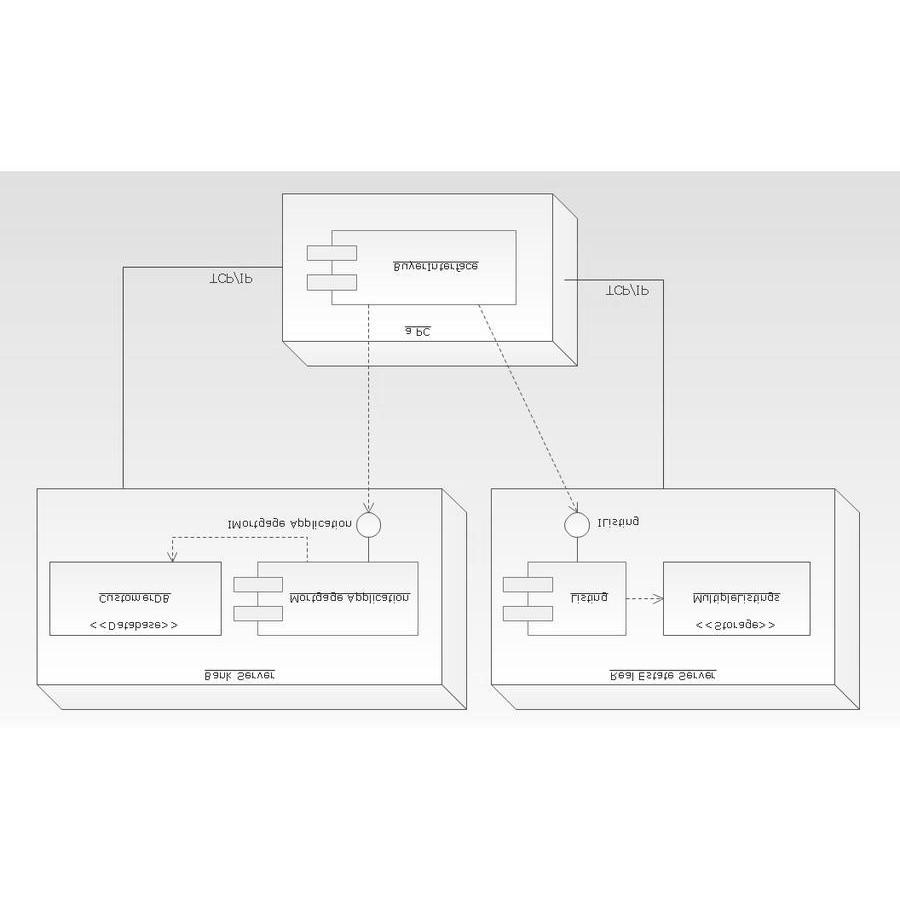 BuyerInterface
TCP/IP
TCP/IP
a PC
IMortgage Application
IListing
CustomerDB
Mortgage Application
Listing
MultipleListings
<<Database>>
<<Storage>>
Bank Server
Real Estate Server